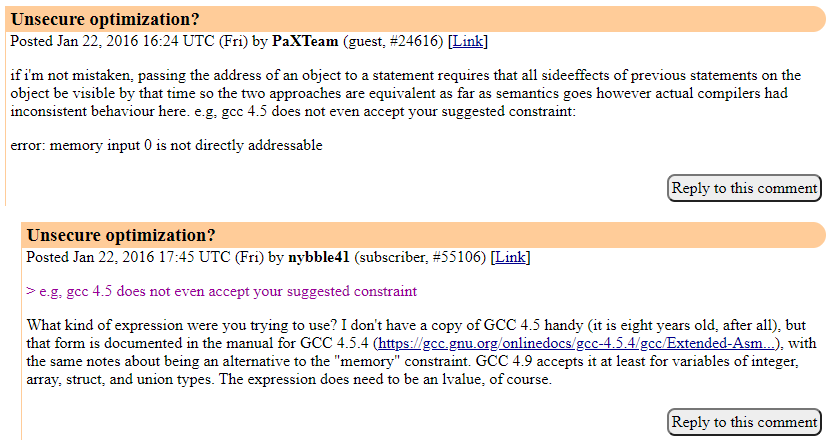 Unsecure optimization?
Posted Jan 22, 2016 16:24 UTC (Fri) by PaXTeam (guest, #24616) [Link]
if i'm not mistaken, passing the address of an object to a statement requires that all sideeffects of previous statements on the
object be visible by that time so the two approaches are equivalent as far as semantics goes however actual compilers had
inconsistent behaviour here. e.g, gcc 4.5 does not even accept your suggested constraint:
error: memory input 0 is not directly addressable
Reply to this comment
Unsecure optimization?
Posted Jan 22, 2016 17:45 UTC (Fri) by nybble41 (subscriber, #55106) [Link]
> e.g, gcc 4.5 does not even accept your suggested constraint
What kind of expression were you trying to use? I don't have a copy of GCC 4.5 handy (it is eight years old, after all), but
that form is documented in the manual for GCC 4.5.4 (https://gcc.gnu.org/onlinedocs/gcc-4.5.4/gcc/Extended-Asm...), with
the same notes about being an alternative to the "memory" constraint. GCC 4.9 accepts it at least for variables of integer,
array, struct, and union types. The expression does need to be an lvalue, of course.
Reply to this comment